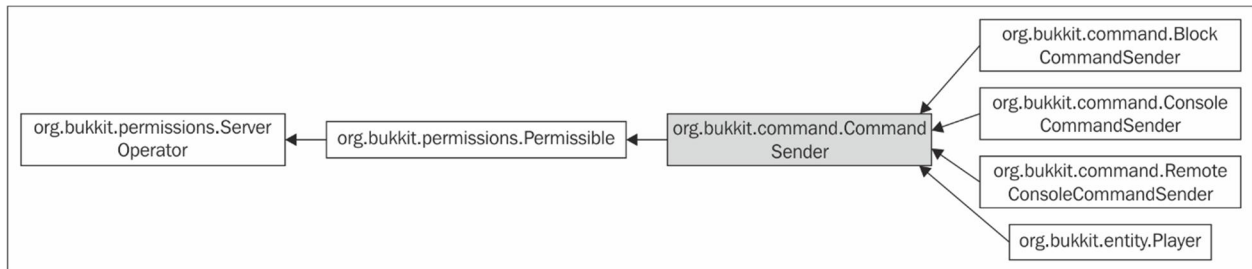 org.bukkit.permissions.Server
Operator
org.bukkit.permissions.Permissible
org.bukkit.command.Command
Sender
org.bukkit.command.Block
CommandSender
org.bukkit.command.Console
CommandSender
org.bukkit.command.Remote
ConsoleCommandSender
org.bukkit.entity.Player